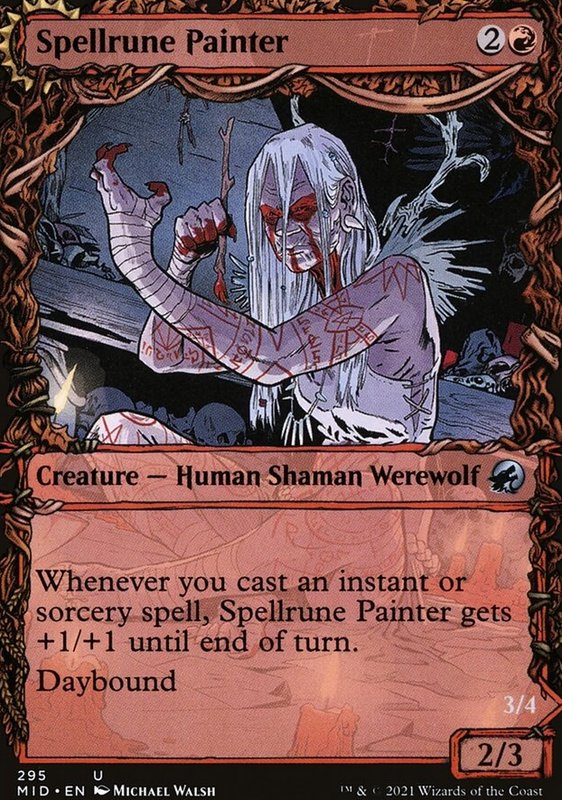 Spellrune Painter 2
Creature — Human Shaman Werewolf
Whenever you cast an instant or
sorcery spell, Spellrune Painter gets
+1/+1 until end of turn.
Daybound
3/4
2/3
295 U
MID • EN Michael Walsh
™ & © 2021 Wizards of the Coast